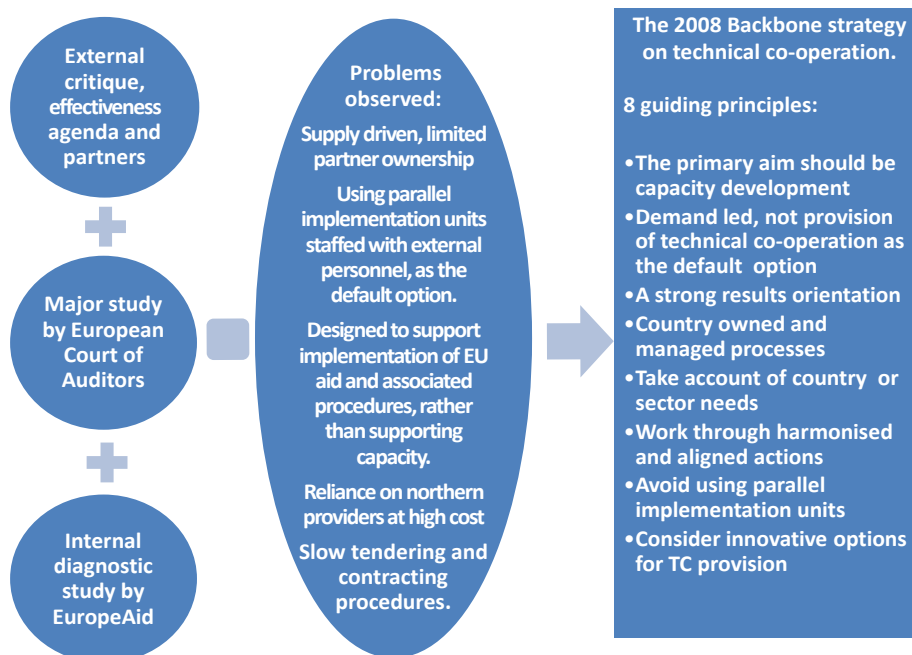 External
critique,
effectiveness
agenda and
partners
Major study
by European
Court of
Auditors
Internal
diagnostic
study by
EuropeAid
Problems
observed:
Supply driven, limited
partner ownership
Using parallel
implementation units
staffed with external
personnel, as the
default option.
Designed to support
implementation of EU
aid and associated
procedures, rather
than supporting
capacity.
Reliance on northern
providers at high cost
Slow tendering and
contracting
procedures.
The 2008 Backbone strategy
on technical co-operation.
8 guiding principles:
•The primary aim should be
capacity development
•Demand led, not provision
of technical co-operation as
the default option
•A strong results orientation
•Country owned and
managed processes
•Take account of country or
sector needs
•Work through harmonised
and aligned actions
•Avoid using parallel
implementation units
•Consider innovative options
for TC provision